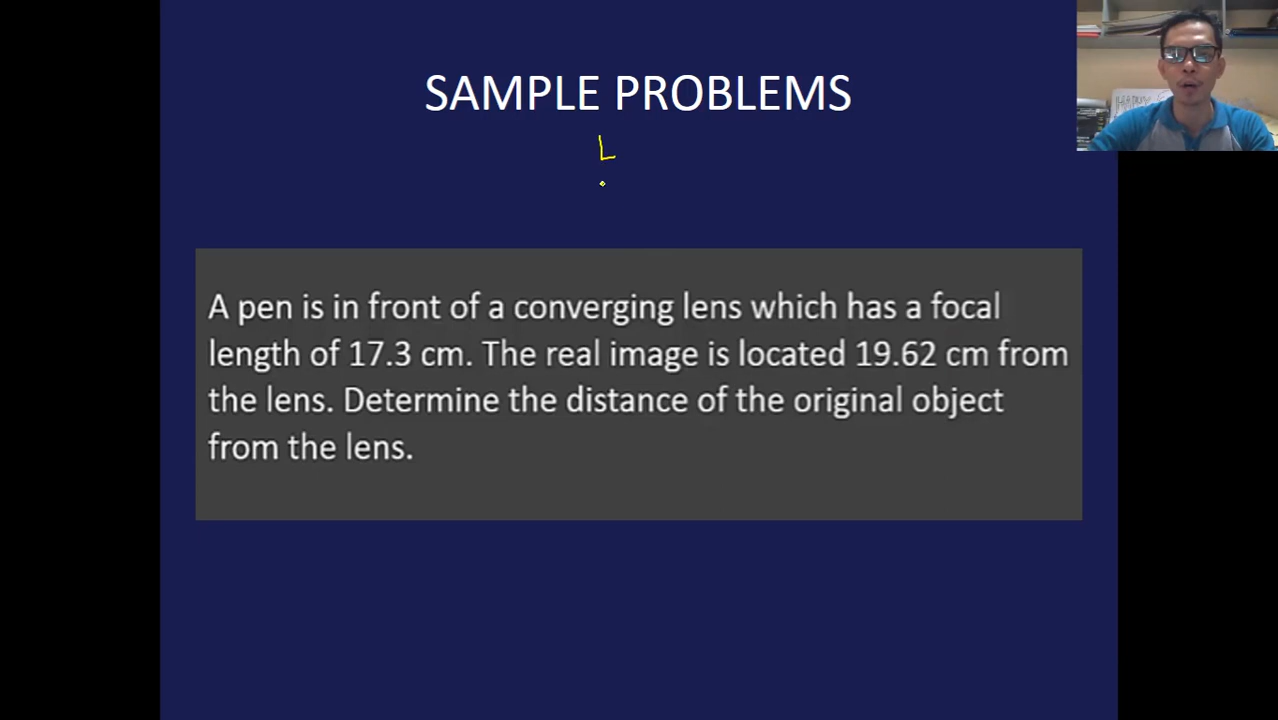 SAMPLE PROBLEMS
L
A pen is in front of a converging lens which has a focal
length of 17.3 cm. The real image is located 19.62 cm from
the lens. Determine the distance of the original object
from the lens.